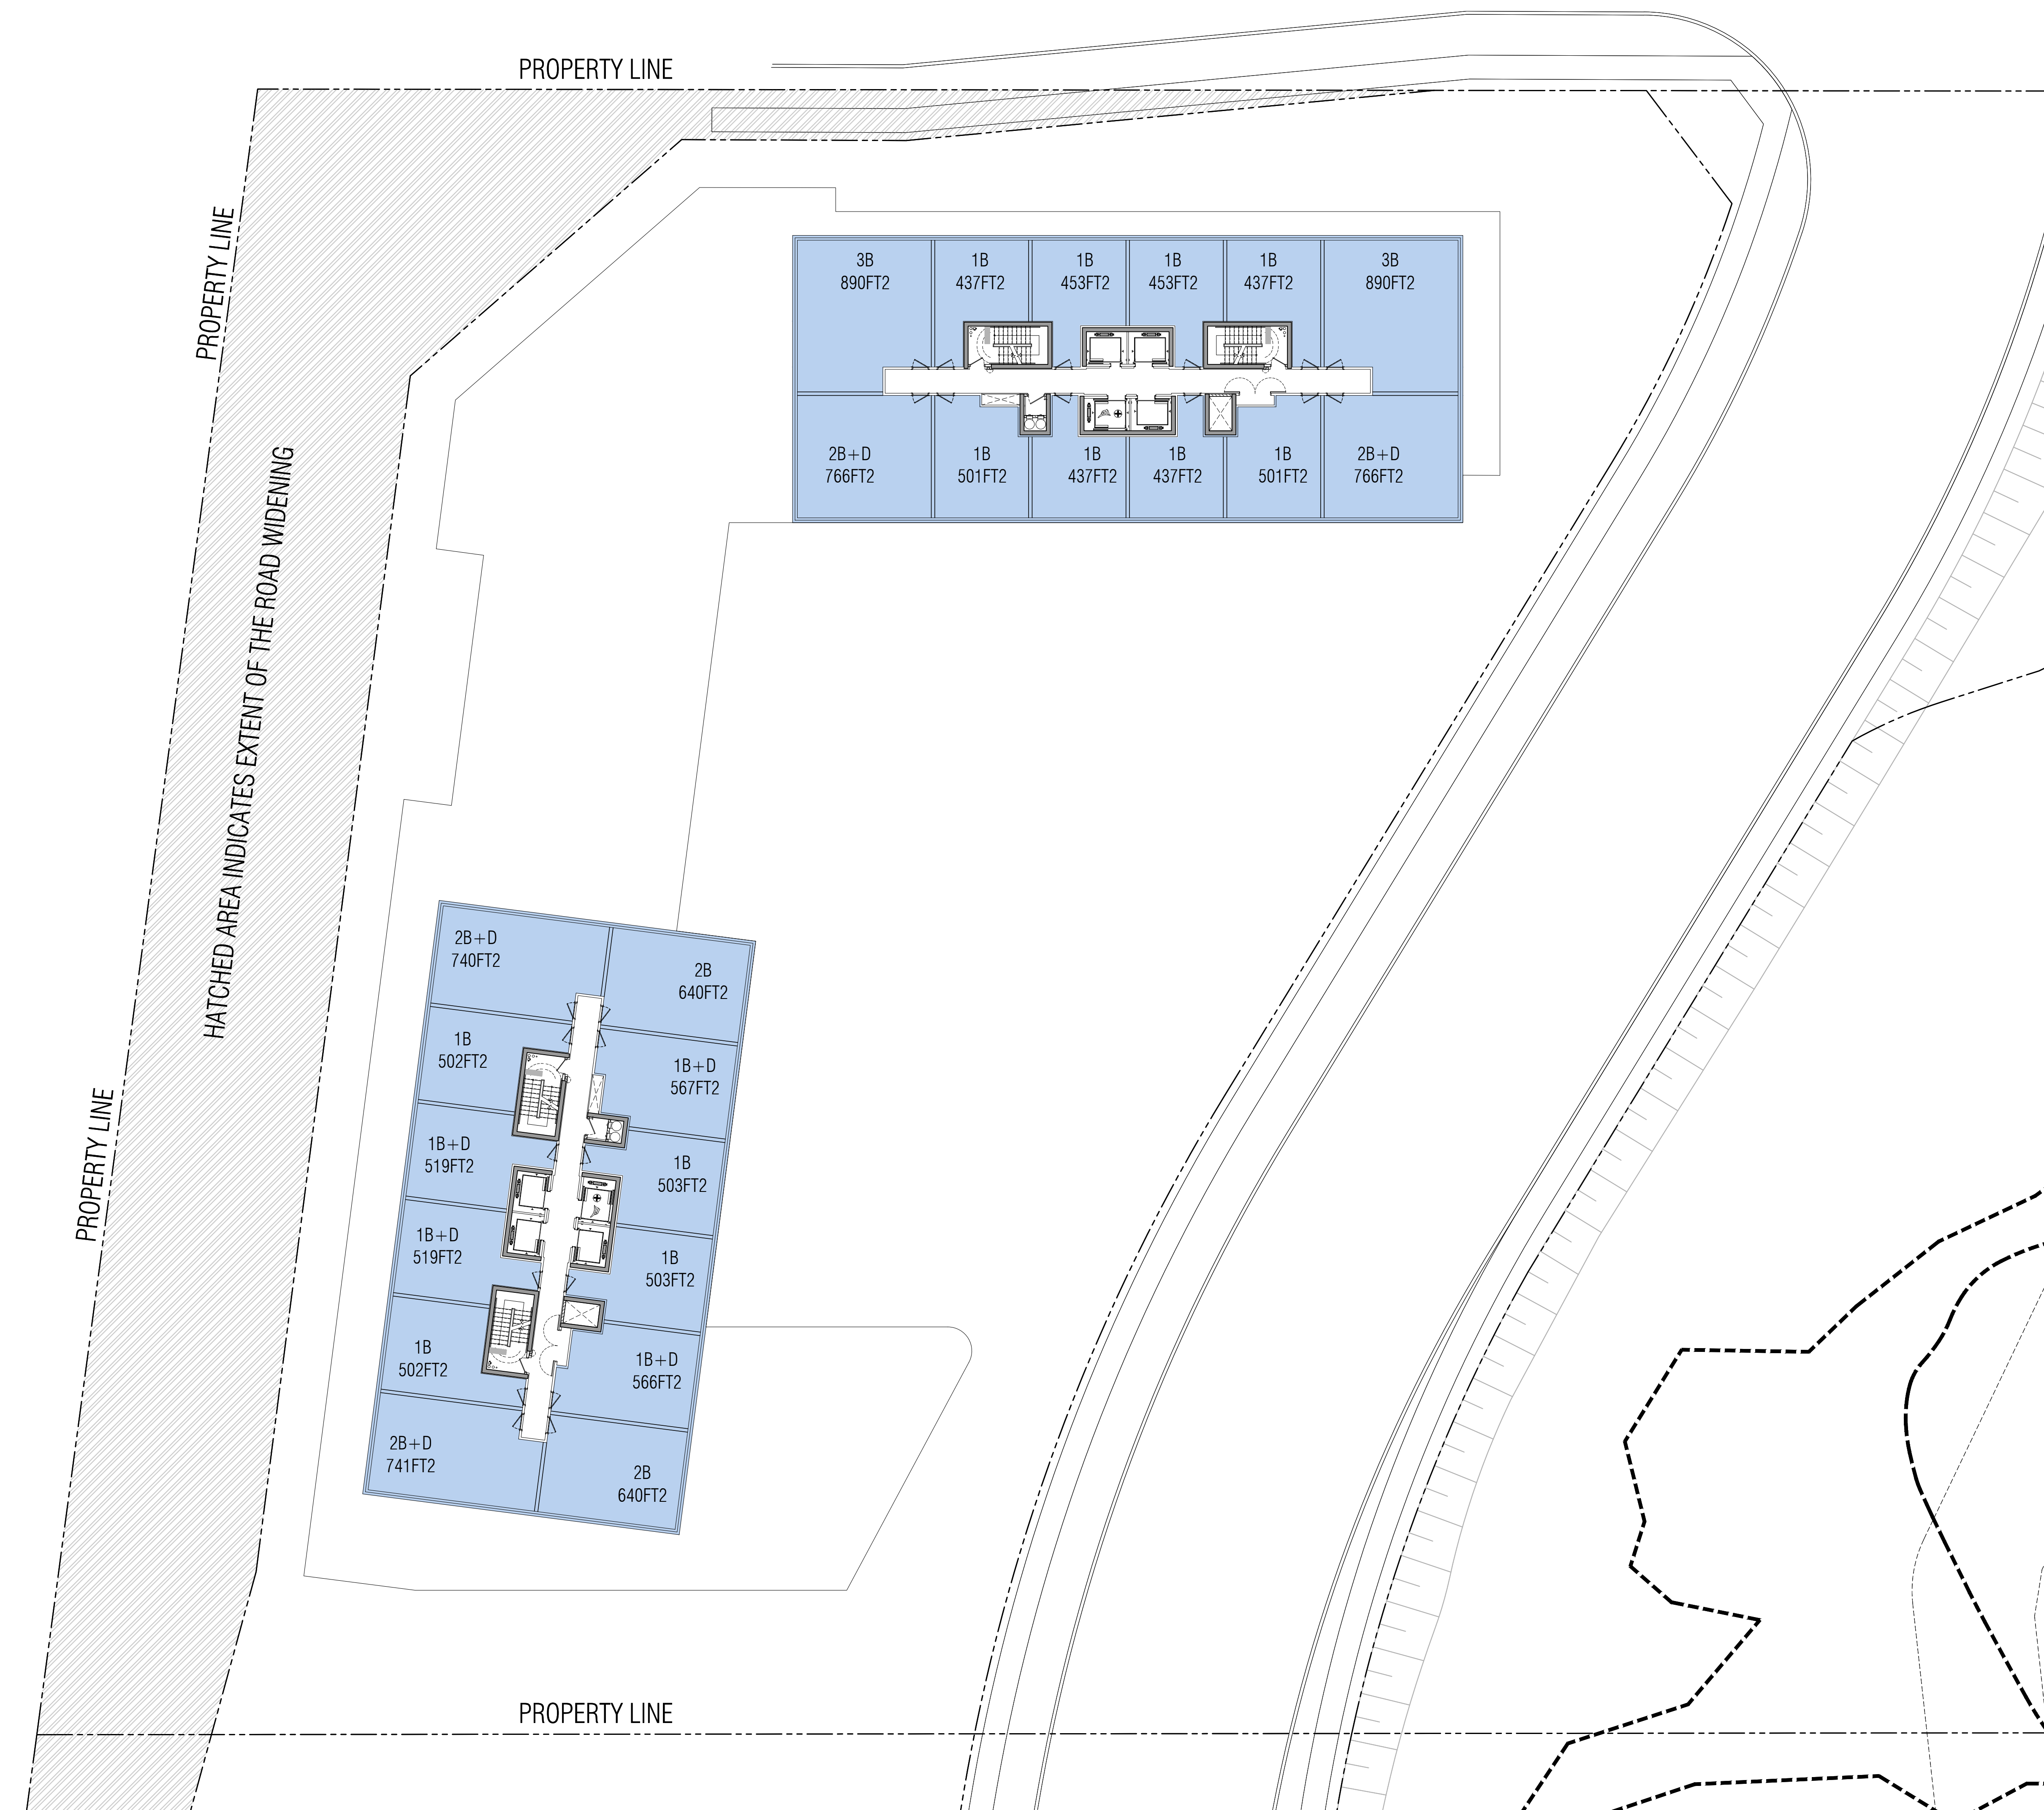 PROPERTY LINE
PROPERTY LINE
HATCHED AREA INDICATES EXTENT OF THE ROAD WIDENING
PROPERTY LINE
3B
890FT2
1B
437FT2
1B
453FT2
1B
453FT2
1B
437FT2
3B
890FT2
2B+D
766FT2
1B
501FT2
1B
437FT2
1B
437FT2
1B
501FT2
2B+D
766FT2
2B+D
740FT2
2B
640FT2
1B
502FT2
1B+D
567FT2
1B+D
519FT2
1B
503FT2
1B+D
519FT2
1B
503FT2
1B
502FT2
1B+D
566FT2
2B+D
741FT2
2B
640FT2
PROPERTY LINE